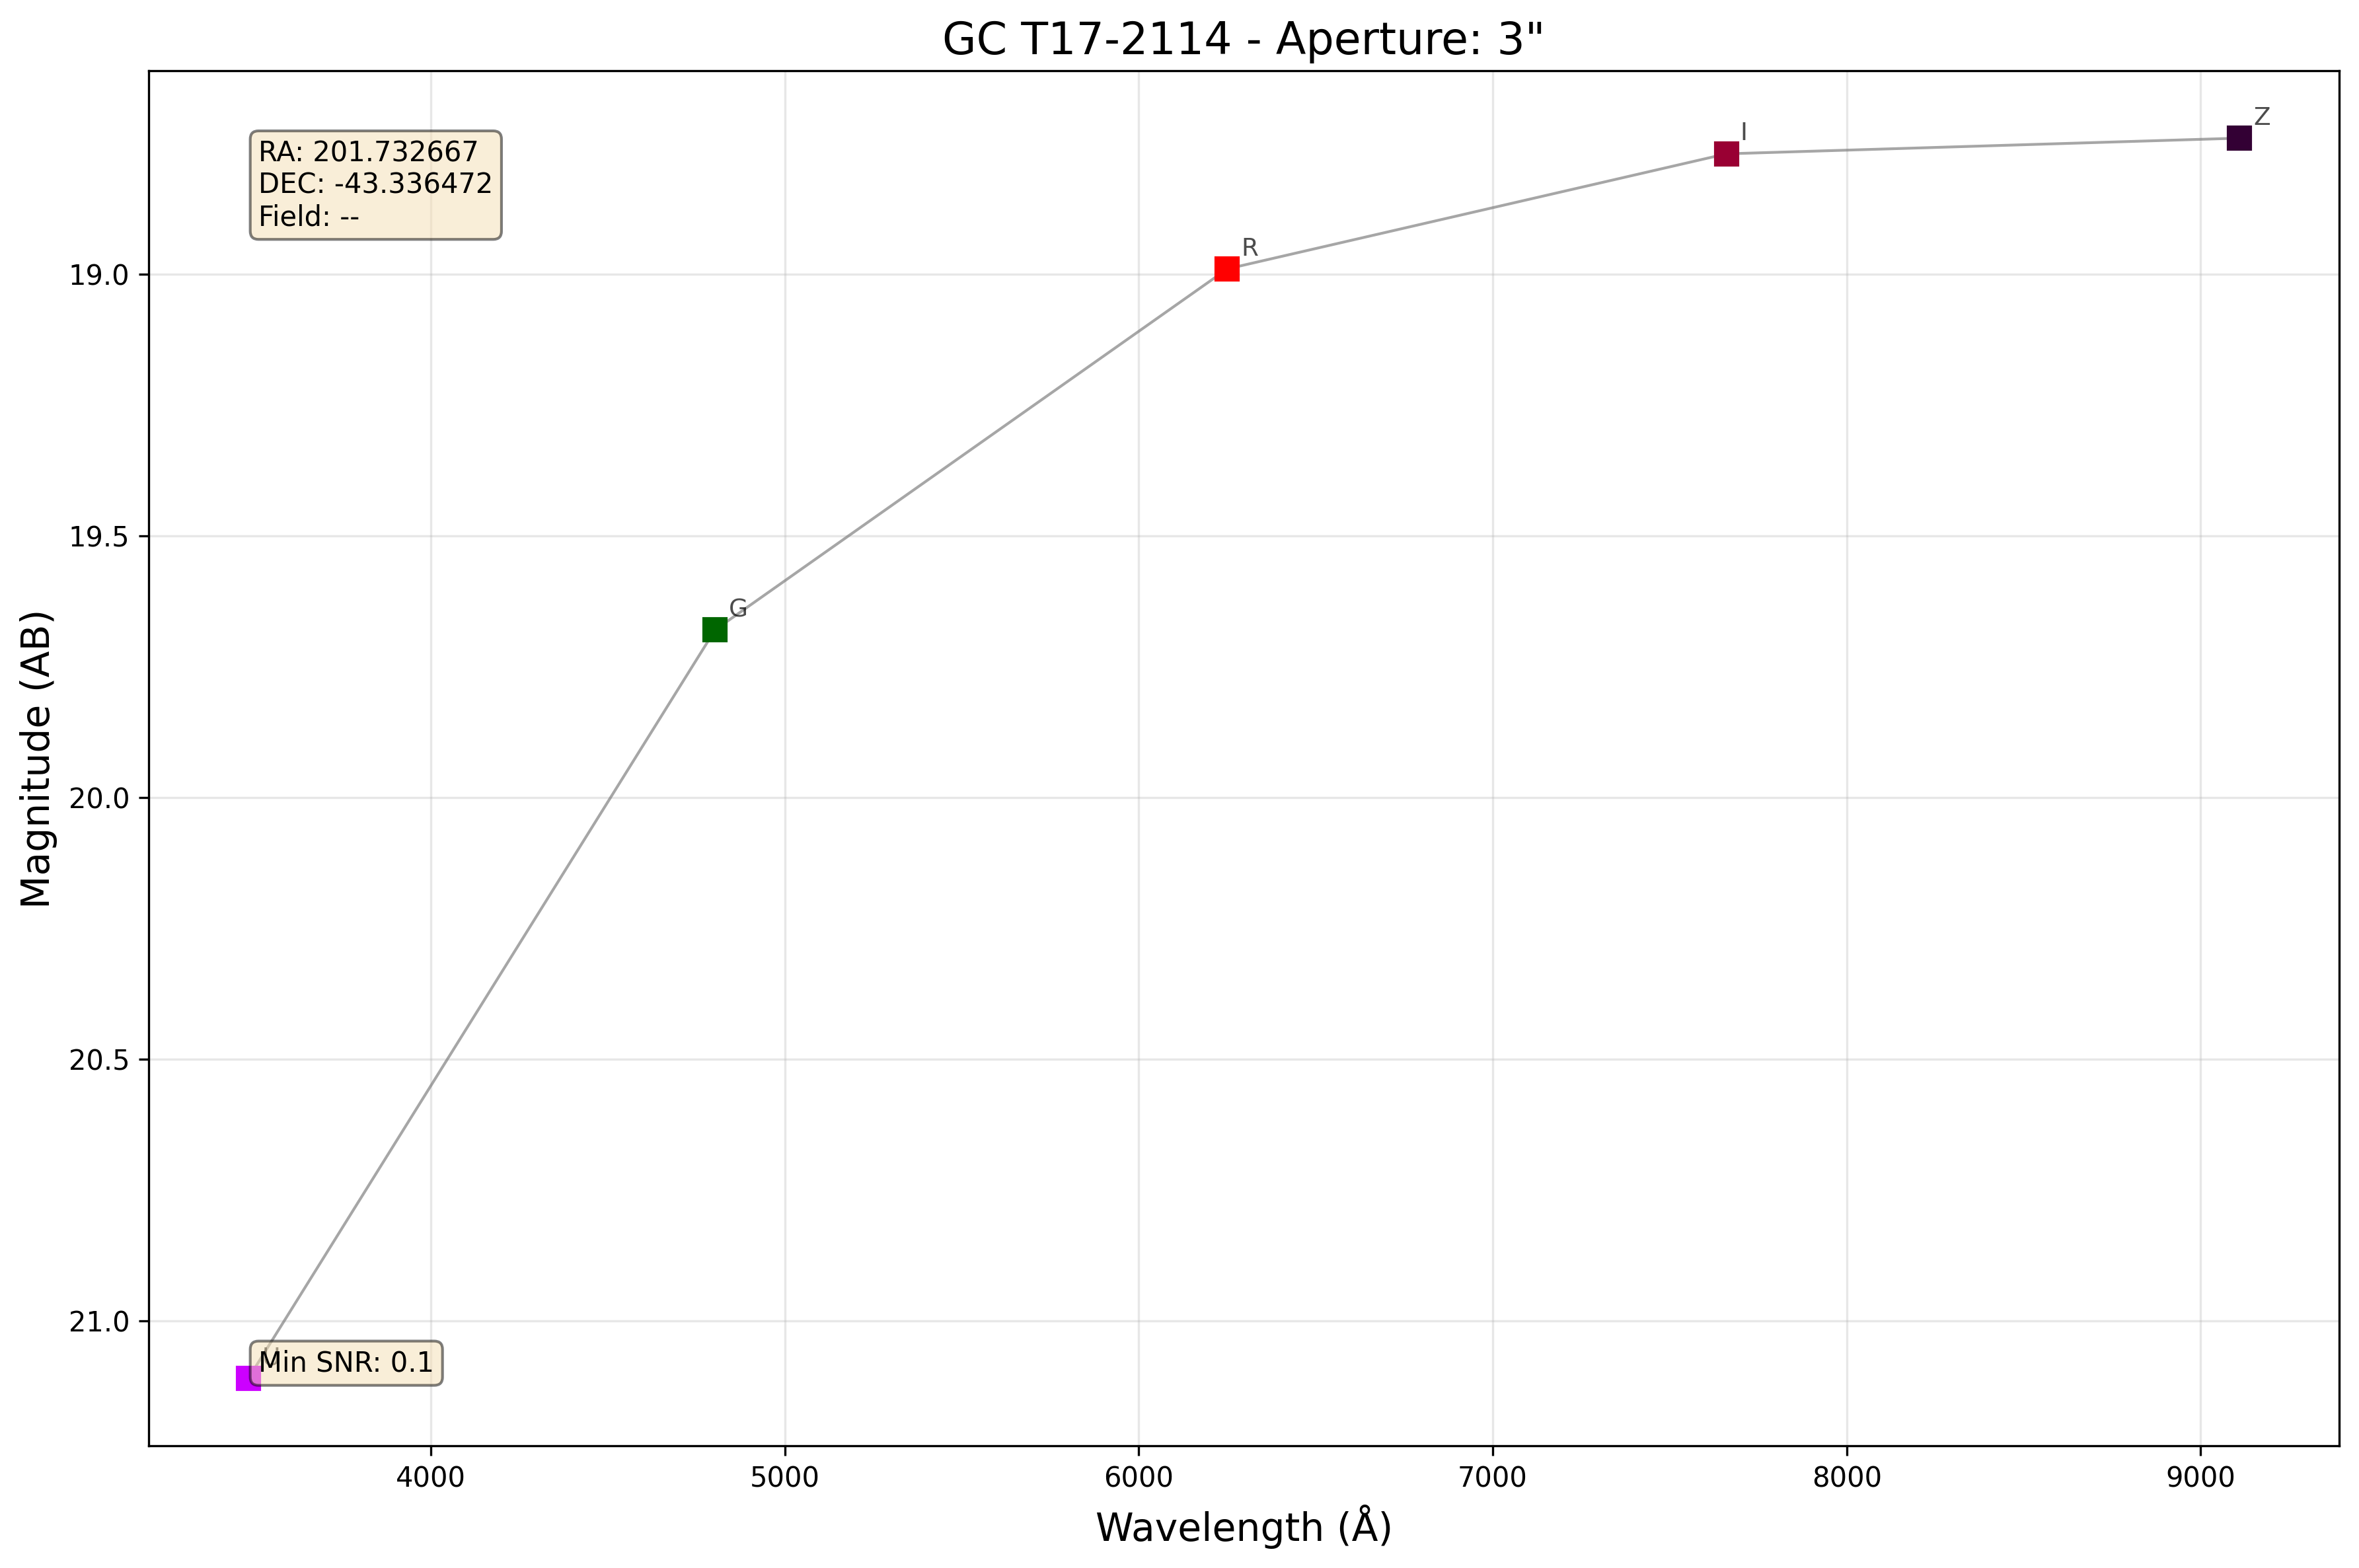 GC T17-2114 - Aperture: 3"
RA: 201.732667
DEC: -43.336472
Field: --
Z
I
R
19.0
19.5
G
20.0
20.5
21.0
Min SNR: 0.1
Magnitude (AB)
4000 5000 6000 7000 8000 9000
Wavelength (Å)